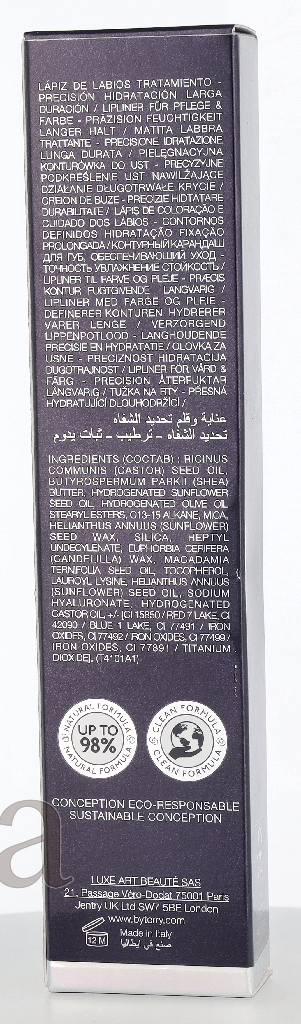 LÁPIZ DE LABIOS TRATAMIENTO -
PRECISIÓN HIDRATACIÓN LARGA
DURACIÓN / LIPLINER FÜR PFLEGE &
FARBE - PRÄZISION FEUCHTIGKEIT
LANGER HALT / MATITA LABBRA
TRATTANTE - PRECISIONE IDRATAZIONE
LUNGA DURATA / PIELĘGNACYJNA
KONTURÓWKA DO UST - PRECYZYJNE
PODKREŚLENIE UST NAWILŻAJĄCE
DZIAŁANIE DŁUGOTRWAŁE KRYCIE /
CREION DE BUZE - PRECIZIE HIDTATARE
DURABILITATE / LÁPIS DE COLORAÇÃO E
CUIDADO DOS LÁBIOS - CONTORNOS
DEFINIDOS HIDRATAÇÃO FIXAÇÃO
PROLONGADA / КОНТУРНЫЙ КАРАНДАШ
ДЛЯ ГУБ, ОБЕСПЕЧИВАЮЩИЙ УХОД -
ТОЧНОСТЬ УВЛАЖНЕНИЕ СТОЙКОСТЬ /
LIPLINER TIL FARVE OG PLEJE - PRÆCIS
KONTUR FUGTGIVENDE LANGVARIG /
LIPLINER MED FARGE OG PLEIE -
DEFINERER KONTUREN HYDRERER
VARER LENGE / VERZORGEND
LIPPENPOTLOOD - LANGHOUDENDE
PRECISIE EN HYDRATATIE / OLOVKA ZA
USNE - PRECIZNOST HIDRATACIJA
DUGOTRAJNOST / LIPLINER FÖR VÅRD &
FÄRG - PRECISION ÅTERFUKTAR
LÅNGVARIG / TUŽKA NA RTY - PŘESNÁ
HYDRATUJÍCÍ DLOUHODRŽÍCÍ /
عناية وقلم تحديد الشفاه
تحديد الشفاه - ترطيب - ثبات يدوم
INGREDIENTS (COCTAB) : RICINUS
COMMUNIS (CASTOR) SEED OIL,
BUTYROSPERMUM PARKII (SHEA)
BUTTER, HYDROGENATED SUNFLOWER
SEED OIL, HYDROGENATED OLIVE OIL
STEARYL ESTERS, C13-15 ALKANE, MICA,
HELIANTHUS ANNUUS (SUNFLOWER)
SEED WAX, SILICA, HEPTYL
UNDECYLENATE, EUPHORBIA CERIFERA
(CANDELILLA) WAX, MACADAMIA
TERNIFOLIA SEED OIL, TOCOPHEROL,
LAUROYL LYSINE, HELIANTHUS ANNUUS
(SUNFLOWER) SEED OIL, SODIUM
HYALURONATE, HYDROGENATED
CASTOR OIL, +/- [CI 15850 / RED 7 LAKE, CI
42090 / BLUE 1 LAKE, CI 77491 / IRON
OXIDES, CI 77492 / IRON OXIDES, CI 77499 /
IRON OXIDES, CI 77891 / TITANIUM
DIOXIDE]. (T4101A1)
NATURAL FORMULA
UP TO
98%
NATURAL FORMULA
CLEAN FORMULA
CLEAN FORMULA
CONCEPTION ECO-RESPONSABLE
SUSTAINABLE CONCEPTION
a
LUXE ART BEAUTÉ SAS
21, Passage Véro-Dodat 75001 Paris
Jentry UK Ltd SW7 5BE London
www.byterry.com
12 M
Made in Italy
صنع في إيطاليا